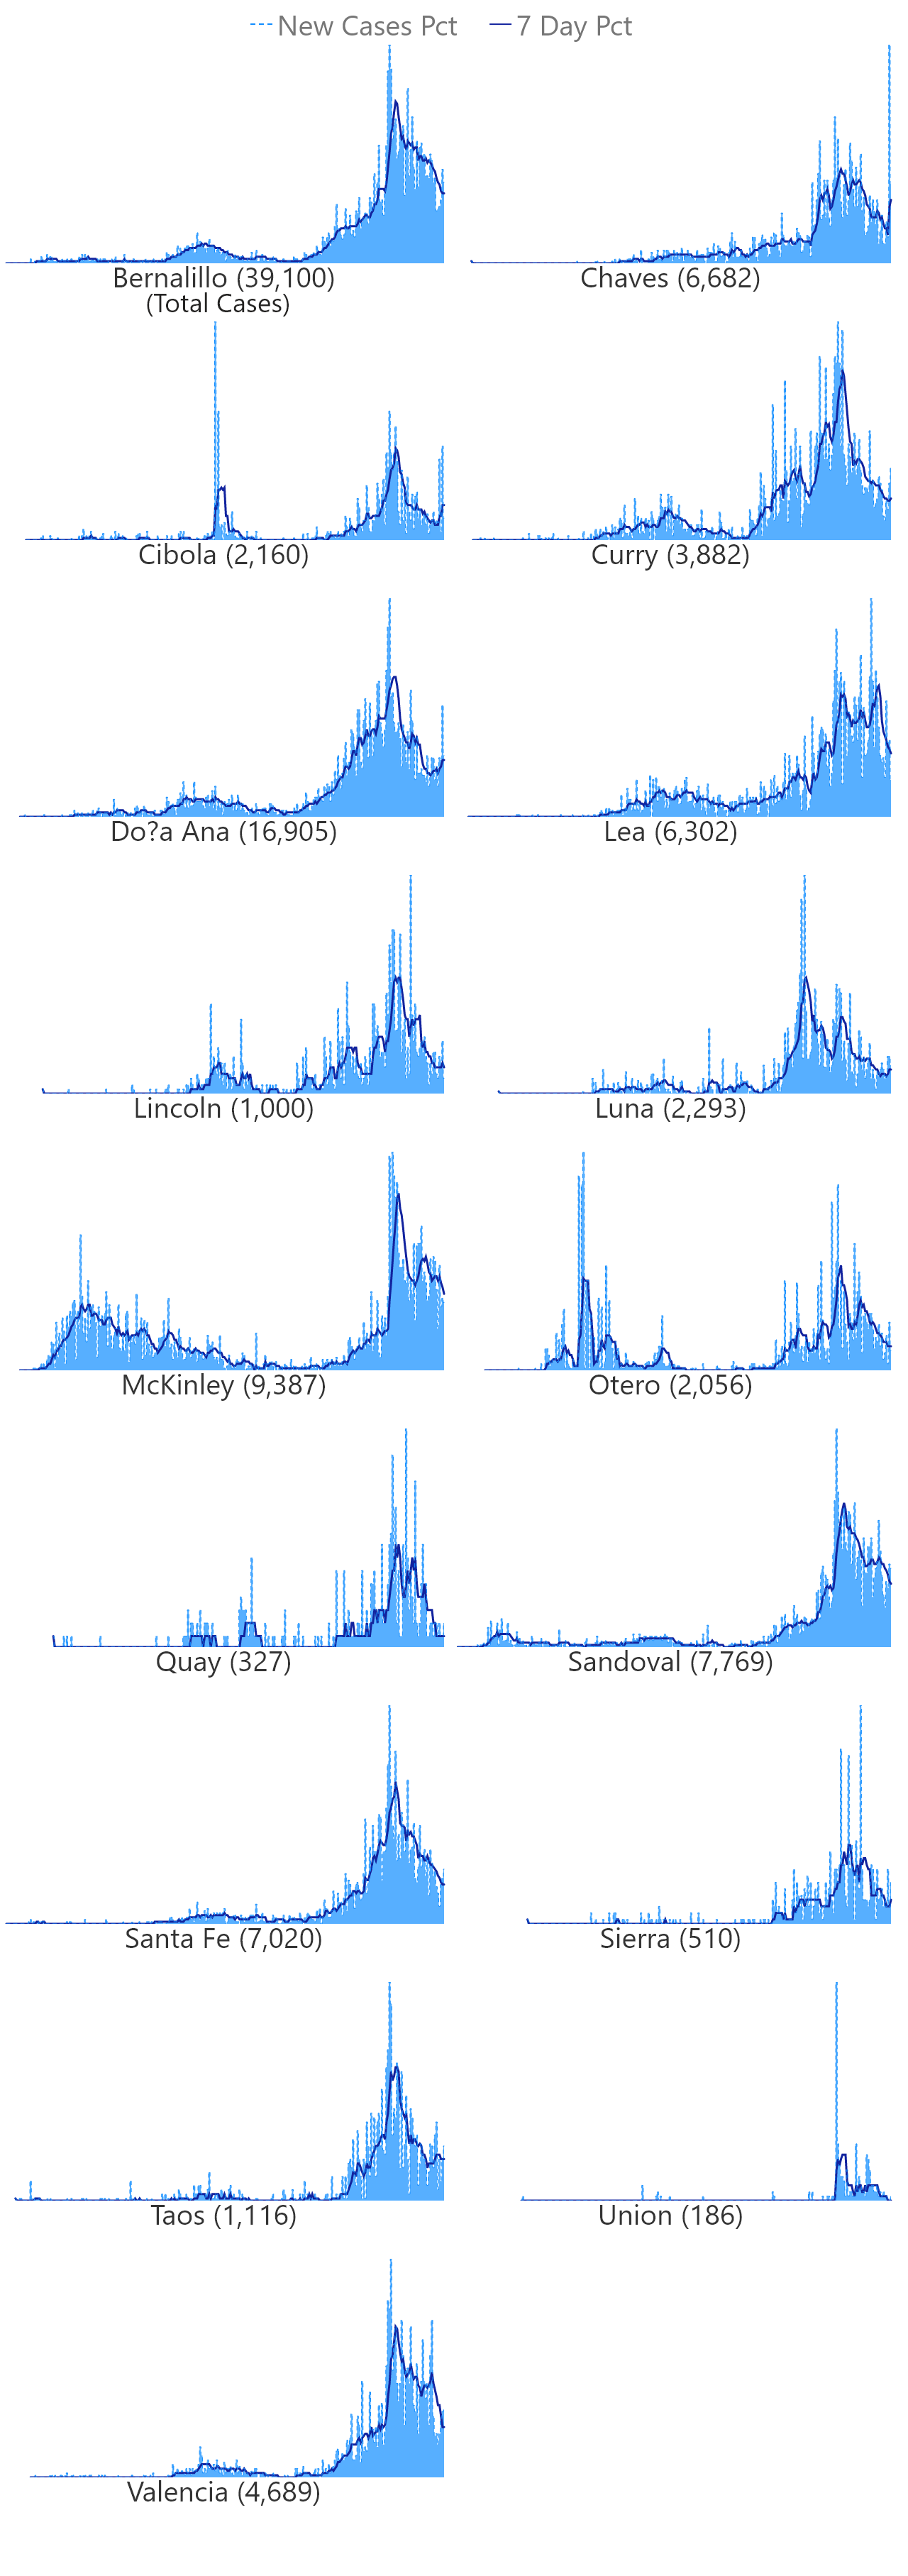 New Cases Pct 7 Day Pct
Bernalillo (39,100) Chaves (6,682)
(Total Cases)
Cibola (2,160) Curry (3,882)
Do?a Ana (16,905) Lea (6,302)
Lincoln (1,000) Luna (2,293)
McKinley (9,387) Otero (2,056)
Quay (327) Sandoval (7,769)
Santa Fe (7,020) Sierra (510)
Taos (1,116) Union (186)
Valencia (4,689)